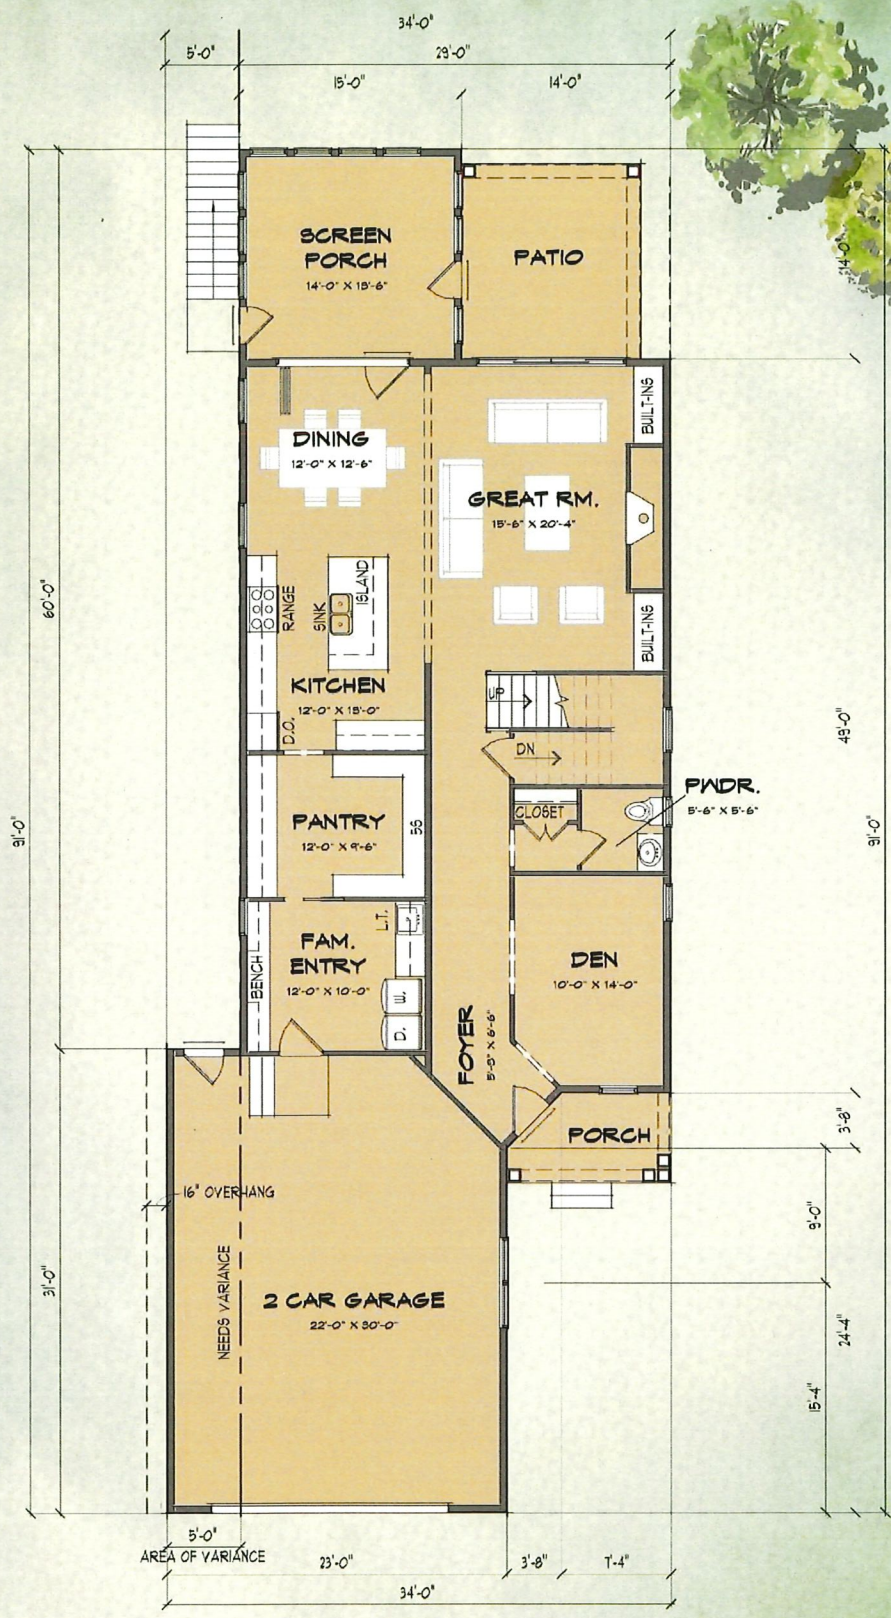 34'-0"
5'-0"
29'-0"
15'-0"
14'-0"
SCREEN
PORCH
14'-0" X 13'-6"
PATIO
14'-0"
DINING
12'-0" X 12'-6"
BUILT-INS
GREAT RM.
15'-6" X 20'-4"
RANGE
SINK
ISLAND
BUILT-INS
60'-0"
KITCHEN
12'-0" X 15'-0"
UP
D.O.
DN
49'-0"
PWDR.
5'-6" X 5'-6"
CLOSET
PANTRY
12'-0" X 9'-6"
91'-0"
91'-0"
L.T.
FAM.
ENTRY
12'-0" X 10'-0"
BENCH
W.
D.
DEN
10'-0" X 14'-0"
FOYER
PORCH
3'-8"
16" OVERHANG
9'-0"
NEEDS VARIANCE
31'-0"
2 CAR GARAGE
22'-0" X 30'-0"
24'-4"
15'-4"
5'-0"
AREA OF VARIANCE
23'-0"
3'-8"
7'-4"
34'-0"